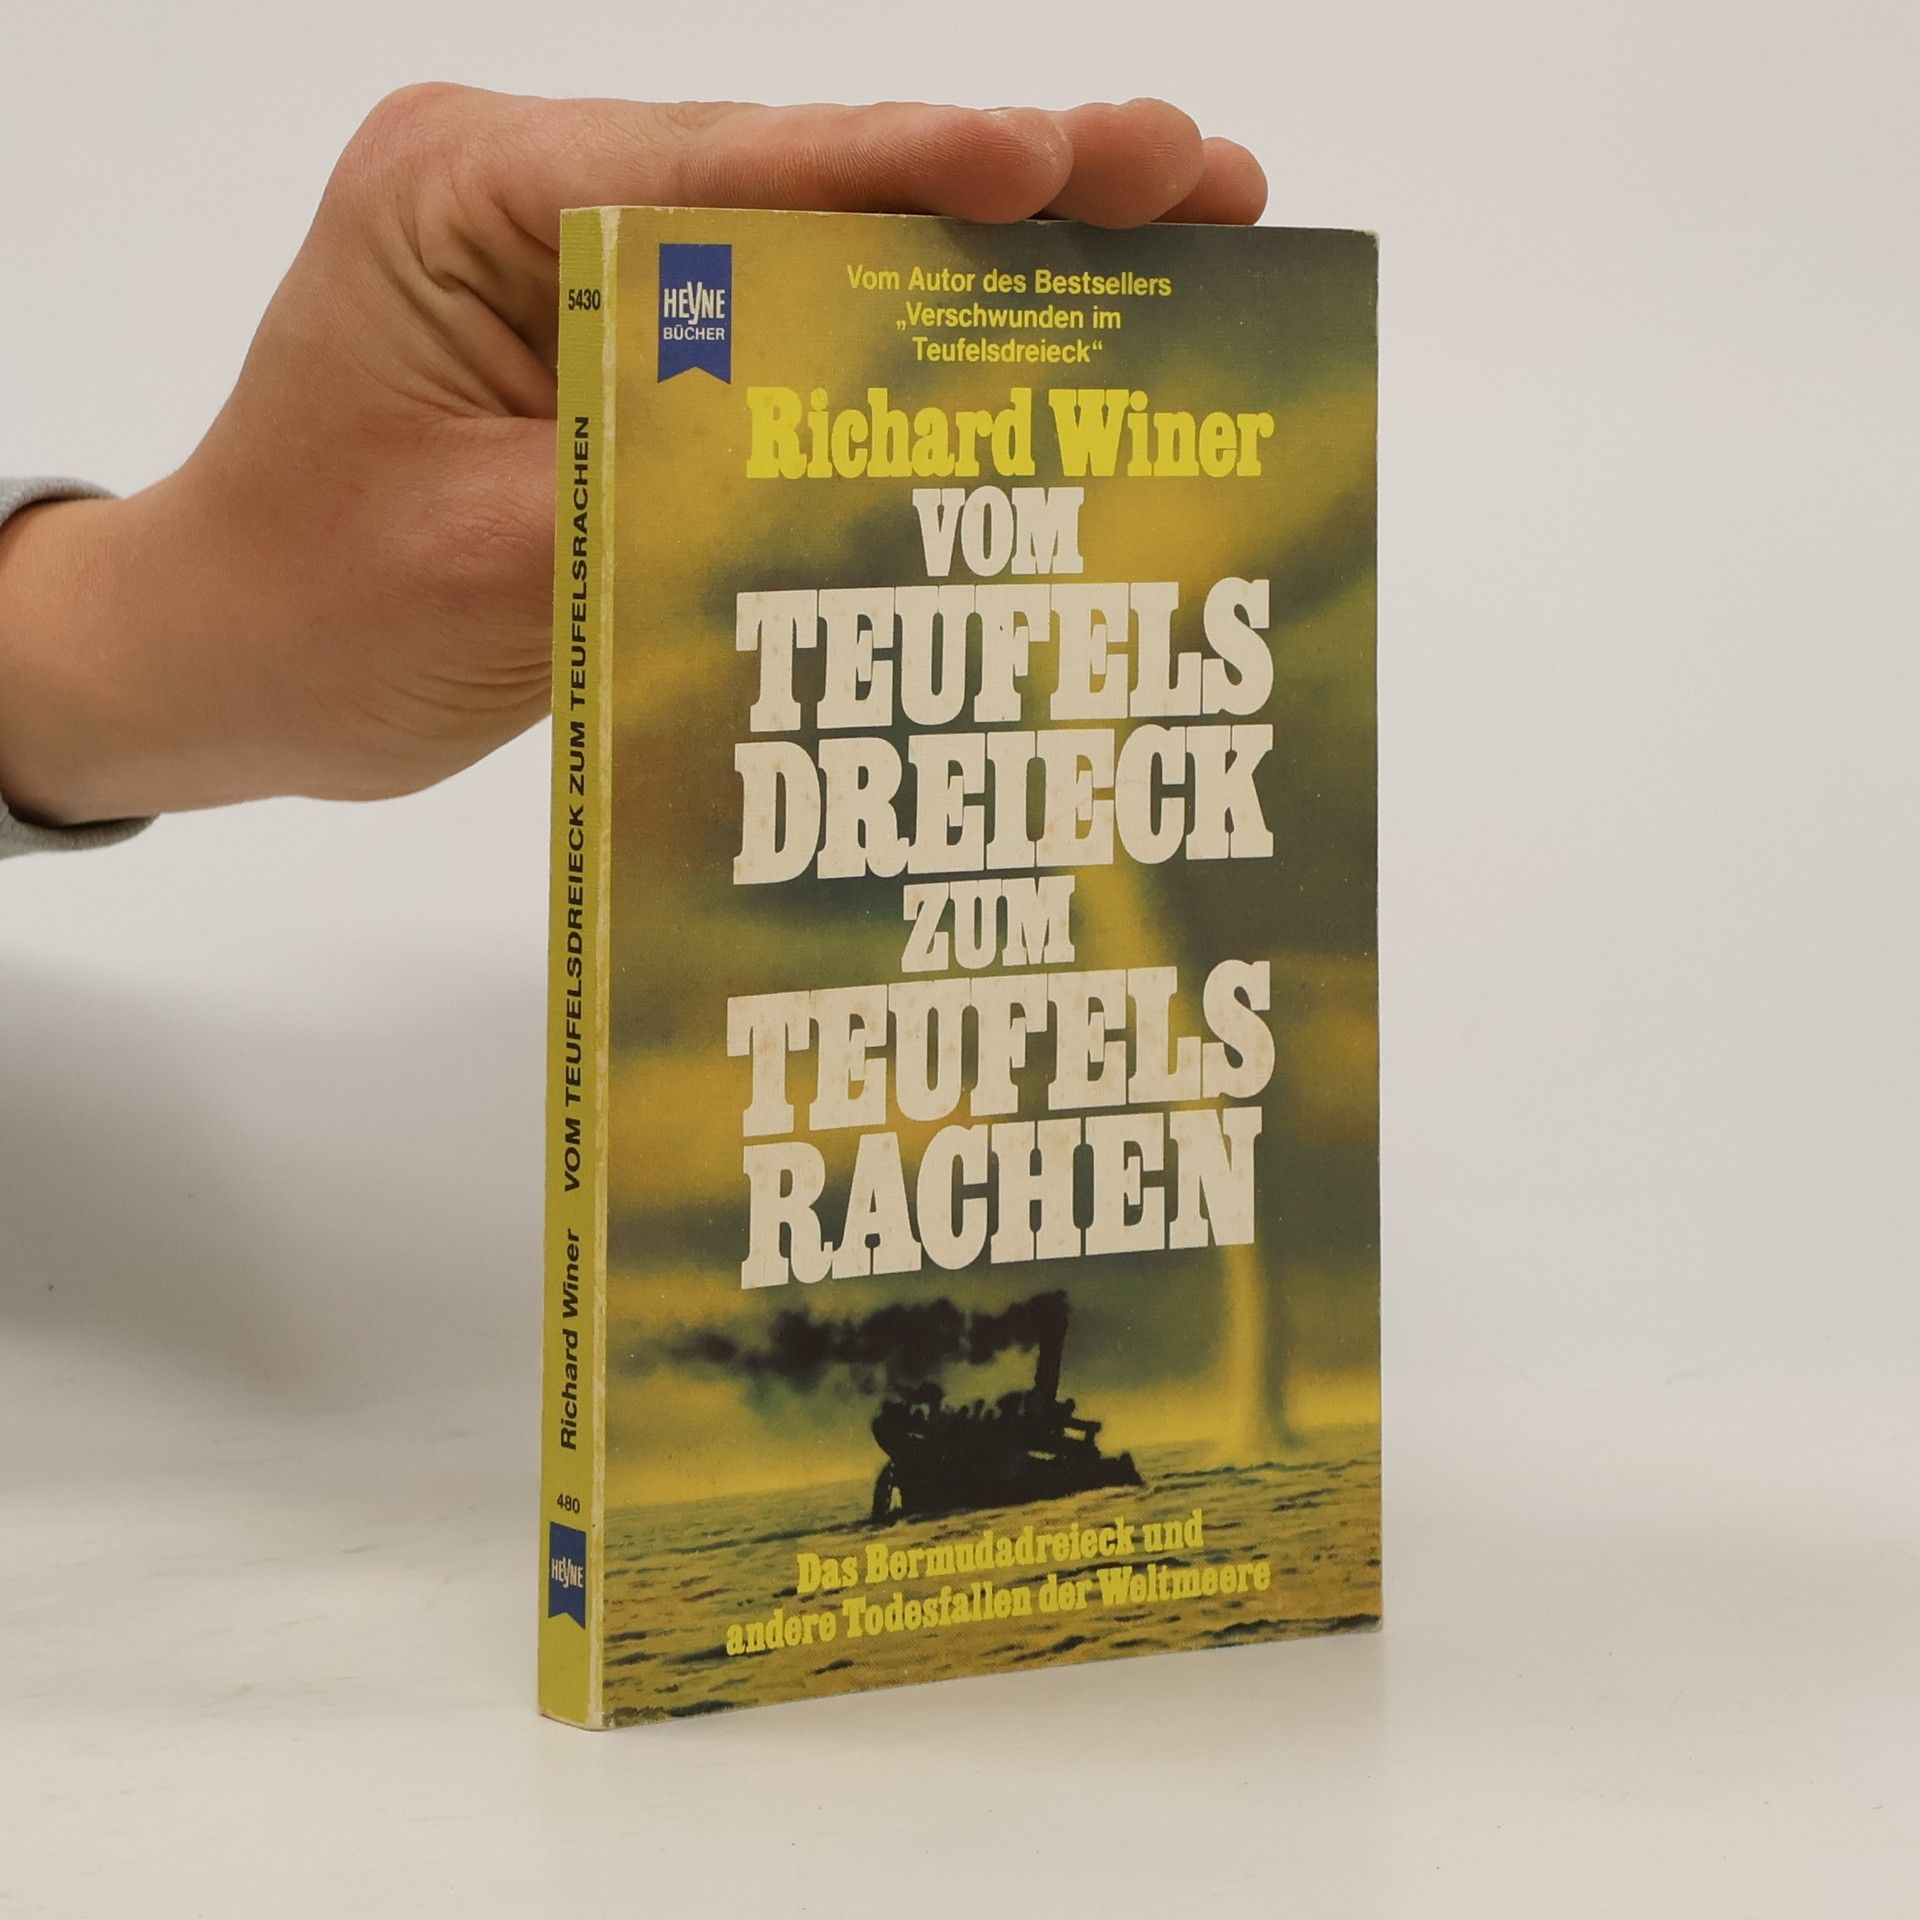 5430
VOM TEUFELSDREIECK ZUM TEUFELSRACHEN
Richard Winer
480
HEYNE
HEYNE
BÜCHER
Vom Autor des Bestsellers
„Verschwunden im
Teufelsdreieck“
Richard Winer
VOM
TEUFELS
DREIECK
ZUM
TEUFELS
RACHEN
Das Bermudadreieck und
andere Todesfallen der Weltmeere